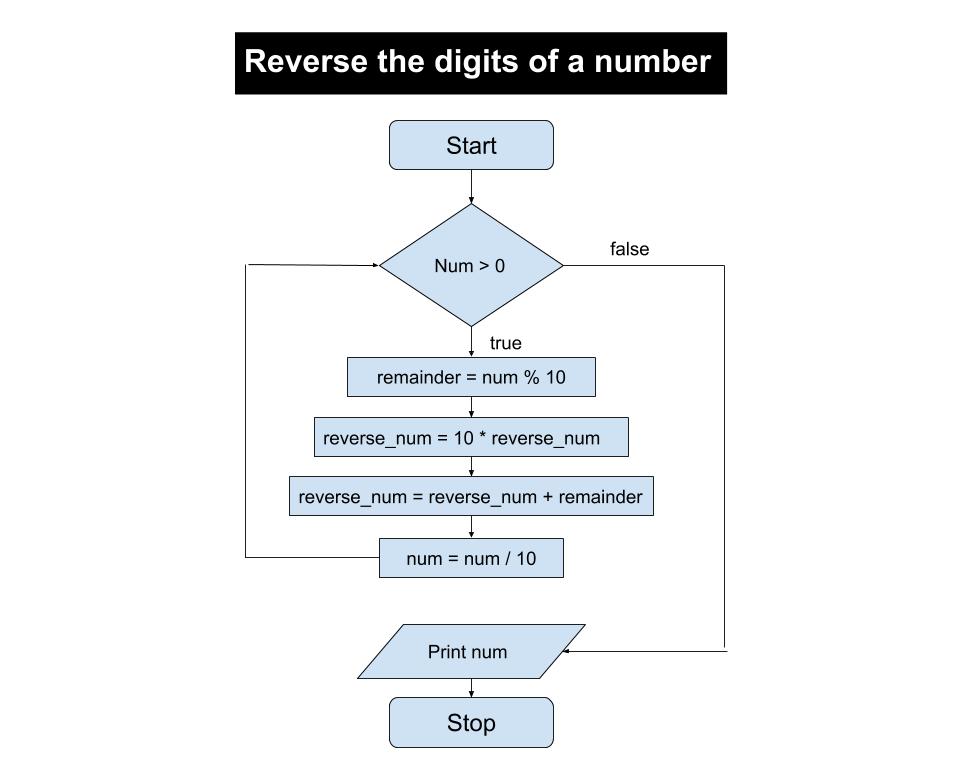 Reverse the digits of a number
Start
Num > 0
false
true
remainder = num % 10
reverse_num = 10 * reverse_num
reverse_num = reverse_num + remainder
num = num / 10
Print num
Stop